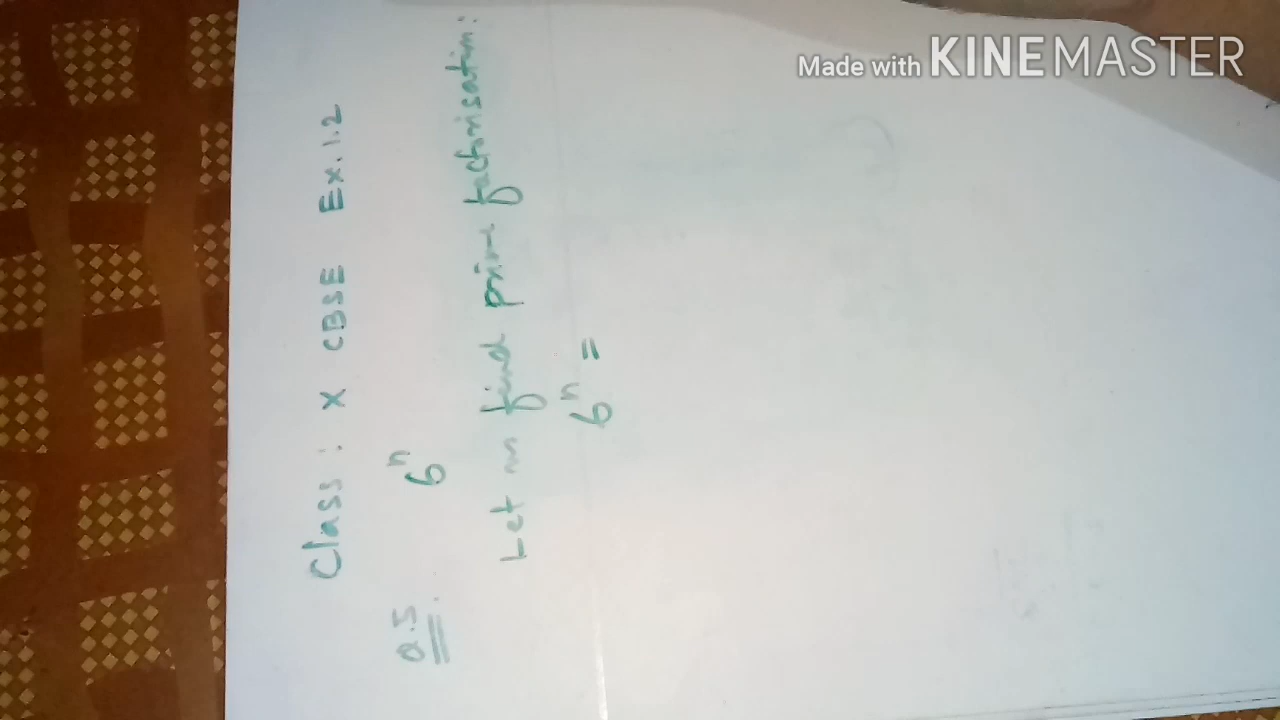 Made with KINEMASTER
Class : X CBSE Ex. 1.2
Q.5. 6ⁿ
Let us find prime factorisation:
6ⁿ =